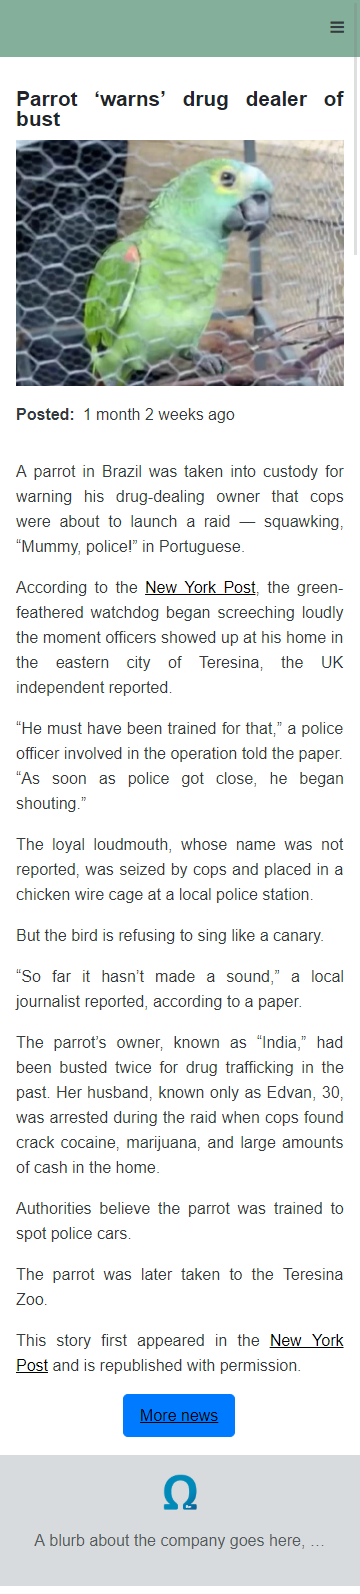 Parrot ‘warns’ drug dealer of
bust
Posted: 1 month 2 weeks ago
A parrot in Brazil was taken into custody for
warning his drug-dealing owner that cops
were about to launch a raid — squawking,
“Mummy, police!” in Portuguese.
According to the New York Post, the green-
feathered watchdog began screeching loudly
the moment officers showed up at his home in
the eastern city of Teresina, the UK
independent reported.
“He must have been trained for that,” a police
officer involved in the operation told the paper.
“As soon as police got close, he began
shouting.”
The loyal loudmouth, whose name was not
reported, was seized by cops and placed in a
chicken wire cage at a local police station.
But the bird is refusing to sing like a canary.
“So far it hasn’t made a sound,” a local
journalist reported, according to a paper.
The parrot’s owner, known as “India,” had
been busted twice for drug trafficking in the
past. Her husband, known only as Edvan, 30,
was arrested during the raid when cops found
crack cocaine, marijuana, and large amounts
of cash in the home.
Authorities believe the parrot was trained to
spot police cars.
The parrot was later taken to the Teresina
Zoo.
This story first appeared in the New York
Post and is republished with permission.
More news
Ω
A blurb about the company goes here, …